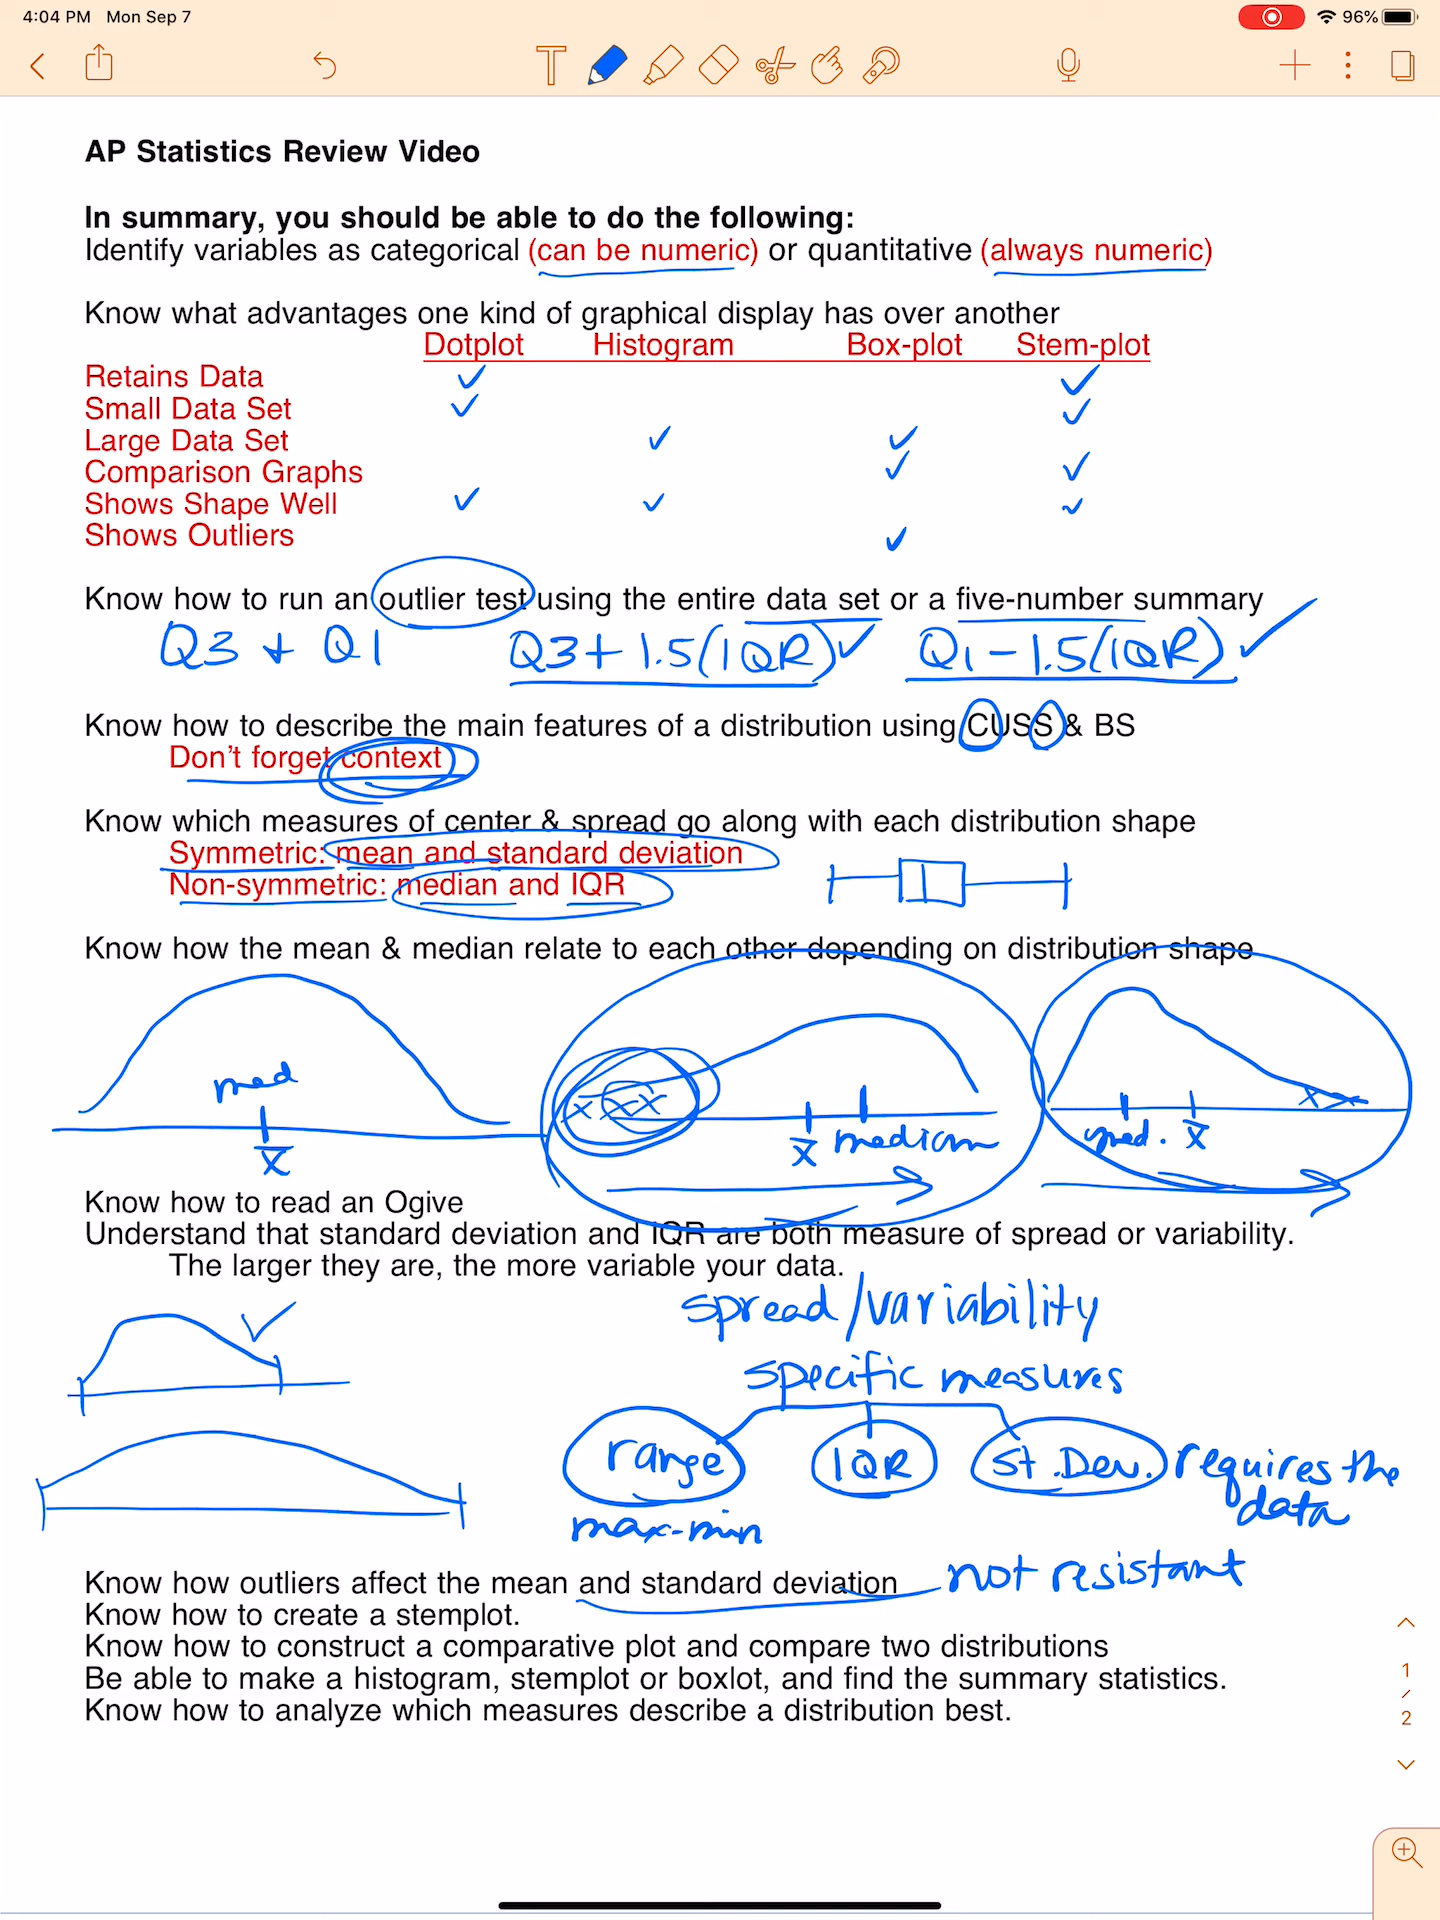 4:04 PM Mon Sep 7
96%
AP Statistics Review Video
In summary, you should be able to do the following:
Identify variables as categorical (can be numeric) or quantitative (always numeric)
Know what advantages one kind of graphical display has over another
Dotplot Histogram Box-plot Stem-plot
Retains Data ✓ ✓
Small Data Set ✓ ✓
Large Data Set ✓ ✓
Comparison Graphs ✓ ✓
Shows Shape Well ✓ ✓ ✓
Shows Outliers ✓
Know how to run an outlier test using the entire data set or a five-number summary
Q3 + Q1 Q3 + 1.5(IQR) ✓ Q1 - 1.5(IQR) ✓
Know how to describe the main features of a distribution using CUSS & BS
Don't forget context
Know which measures of center & spread go along with each distribution shape
Symmetric: mean and standard deviation
Non-symmetric: median and IQR
Know how the mean & median relate to each other depending on distribution shape
med
x x x x
x̄ x̄ median med. x̄
Know how to read an Ogive
Understand that standard deviation and IQR are both measure of spread or variability.
The larger they are, the more variable your data.
spread/variability
✓
specific measures
range IQR St. Dev. requires the
data
max-min
Know how outliers affect the mean and standard deviation not resistant
Know how to create a stemplot.
Know how to construct a comparative plot and compare two distributions
Be able to make a histogram, stemplot or boxlot, and find the summary statistics.
Know how to analyze which measures describe a distribution best.
1
/
2